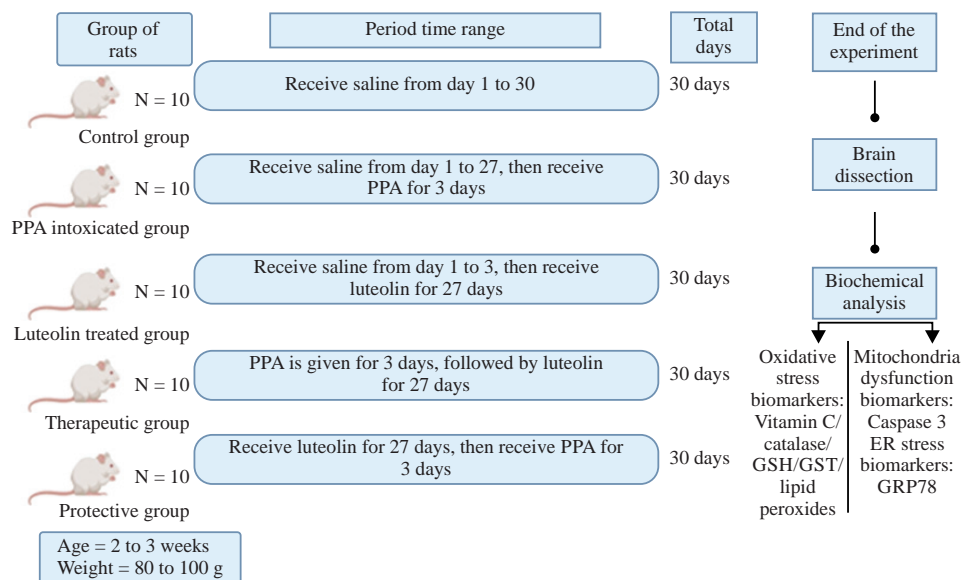 Group of
rats
Period time range
Total
days
End of the
experiment
N = 10
Control group
Receive saline from day 1 to 30
30 days
N = 10
PPA intoxicated group
Receive saline from day 1 to 27, then receive
PPA for 3 days
30 days
Brain
dissection
N = 10
Luteolin treated group
Receive saline from day 1 to 3, then receive
luteolin for 27 days
30 days
Biochemical
analysis
N = 10
Therapeutic group
PPA is given for 3 days, followed by luteolin
for 27 days
30 days
N = 10
Protective group
Receive luteolin for 27 days, then receive PPA for
3 days
30 days
Oxidative
stress
biomarkers:
Vitamin C/
catalase/
GSH/GST/
lipid
peroxides
Mitochondria
dysfunction
biomarkers:
Caspase 3
ER stress
biomarkers:
GRP78
Age = 2 to 3 weeks
Weight = 80 to 100 g